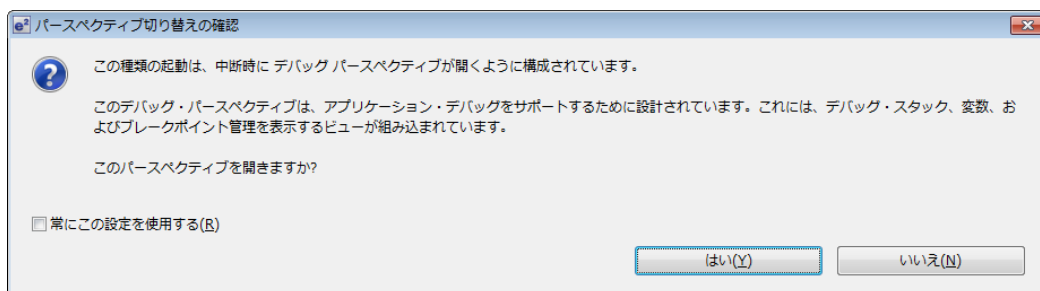 e² パースペクティブ切り替えの確認
この種類の起動は、中断時に デバッグ パースペクティブが開くように構成されています。
このデバッグ・パースペクティブは、アプリケーション・デバッグをサポートするために設計されています。これには、デバッグ・スタック、変数、お
よびブレークポイント管理を表示するビューが組み込まれています。
このパースペクティブを開きますか?
常にこの設定を使用する(R)
はい(Y)
いいえ(N)